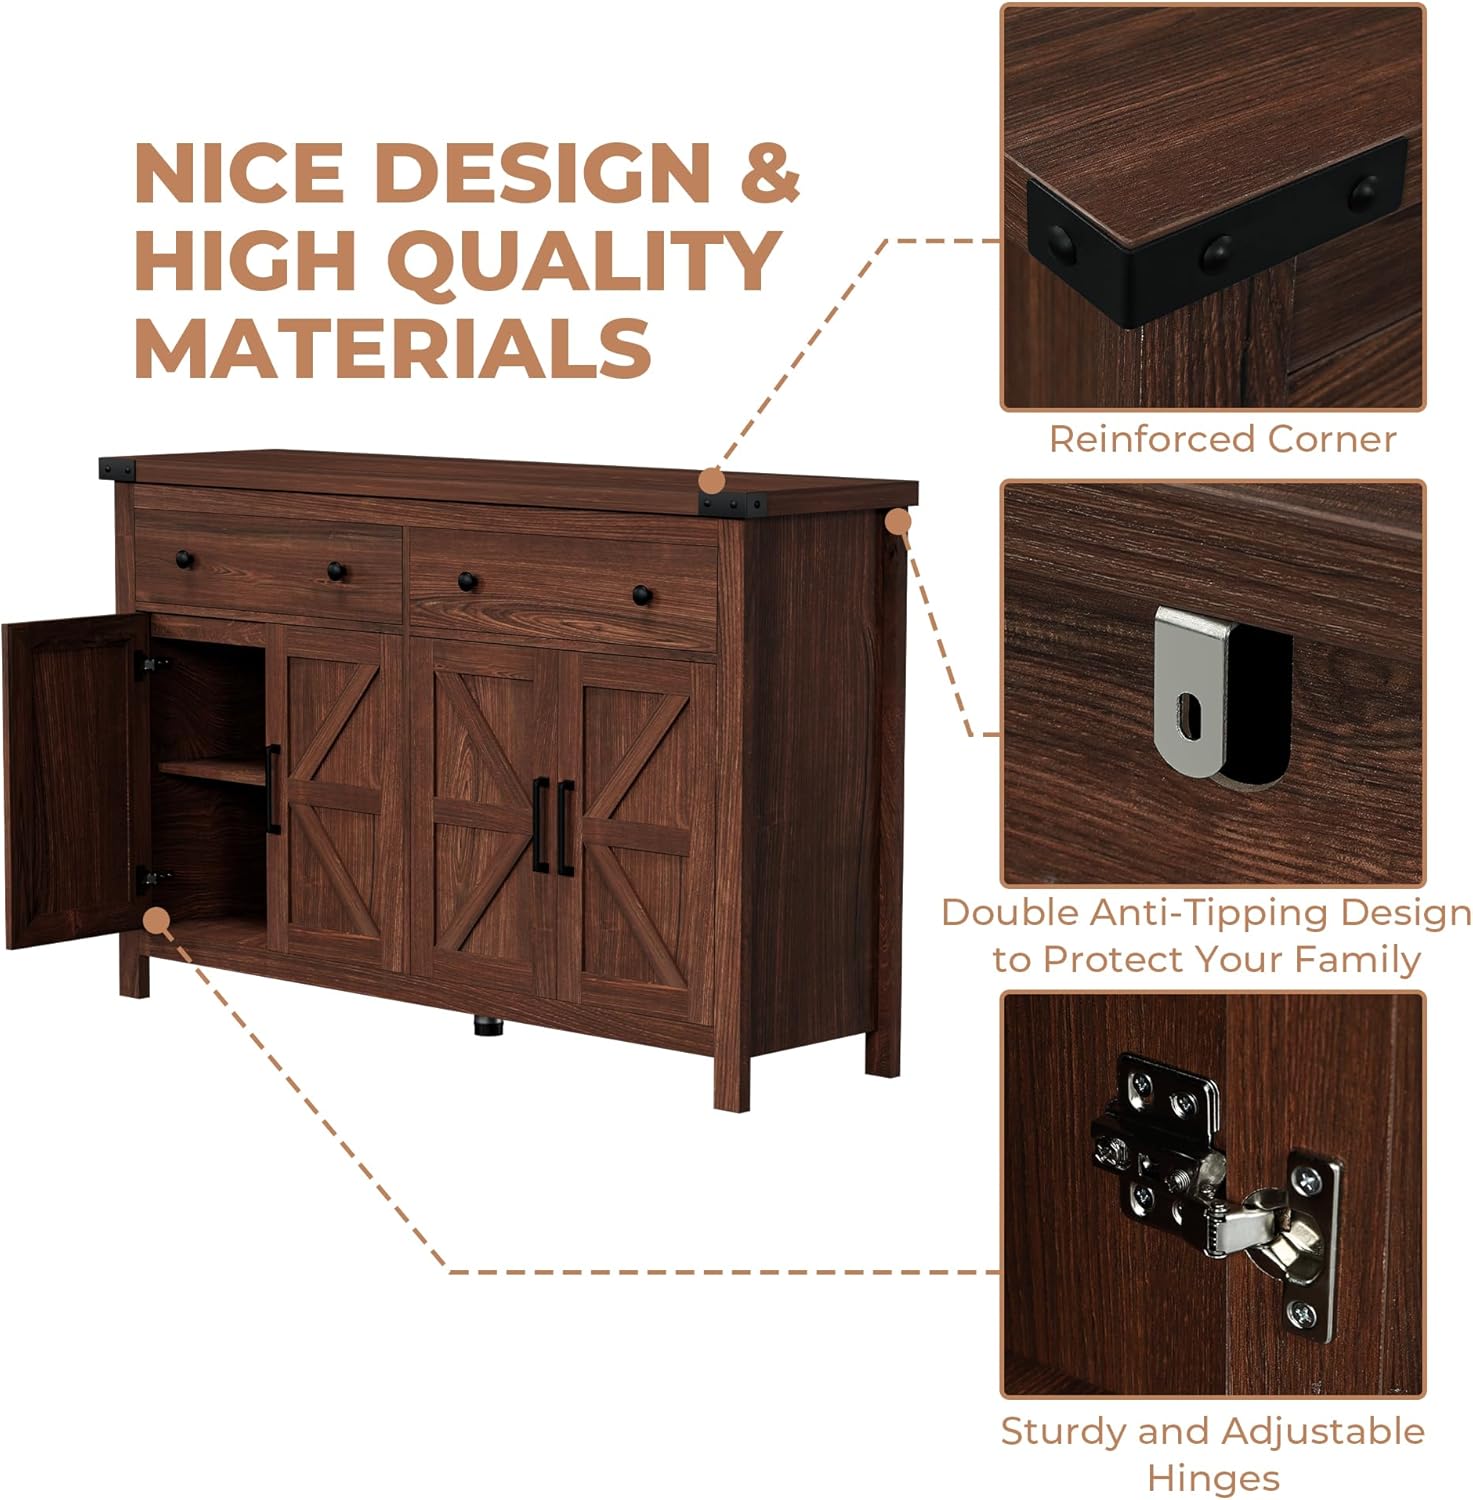 NICE DESIGN &
HIGH QUALITY
MATERIALS
Reinforced Corner
Double Anti-Tipping Design
to Protect Your Family
Sturdy and Adjustable
Hinges